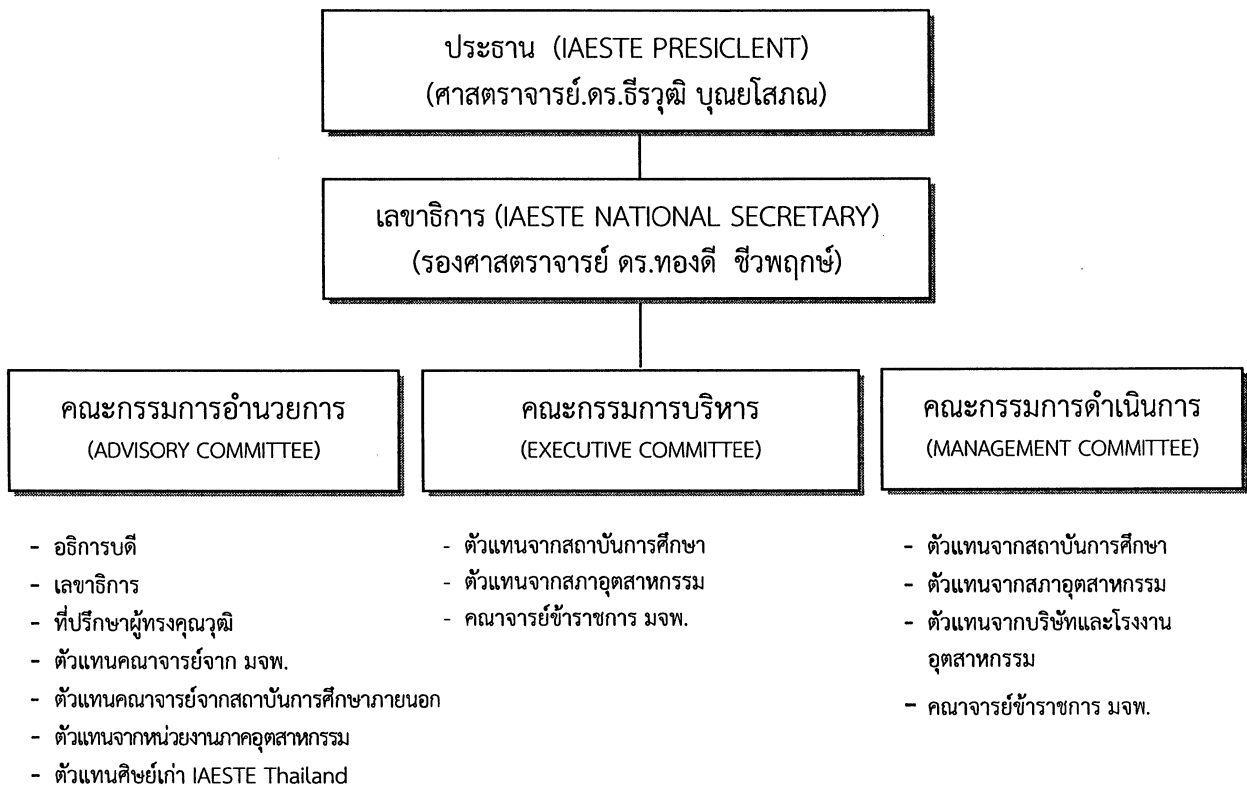 ประธาน (IAESTE PRESICLENT)
(ศาสตราจารย์.ดร.ธีรวุฒิ บุณยโสภณ)
เลขาธิการ (IAESTE NATIONAL SECRETARY)
(รองศาสตราจารย์ ดร.ทองดี ชีวพฤกษ์)
คณะกรรมการอำนวยการ
(ADVISORY COMMITTEE)
- อธิการบดี
- เลขาธิการ
- ที่ปรึกษาผู้ทรงคุณวุฒิ
- ตัวแทนคณาจารย์จาก มจพ.
- ตัวแทนคณาจารย์จากสถาบันการศึกษาภายนอก
- ตัวแทนจากหน่วยงานภาคอุตสาหกรรม
- ตัวแทนศิษย์เก่า IAESTE Thailand
คณะกรรมการบริหาร
(EXECUTIVE COMMITTEE)
- ตัวแทนจากสถาบันการศึกษา
- ตัวแทนจากสภาอุตสาหกรรม
- คณาจารย์ข้าราชการ มจพ.
คณะกรรมการดำเนินการ
(MANAGEMENT COMMITTEE)
- ตัวแทนจากสถาบันการศึกษา
- ตัวแทนจากสภาอุตสาหกรรม
- ตัวแทนจากบริษัทและโรงงาน
อุตสาหกรรม
- คณาจารย์ข้าราชการ มจพ.